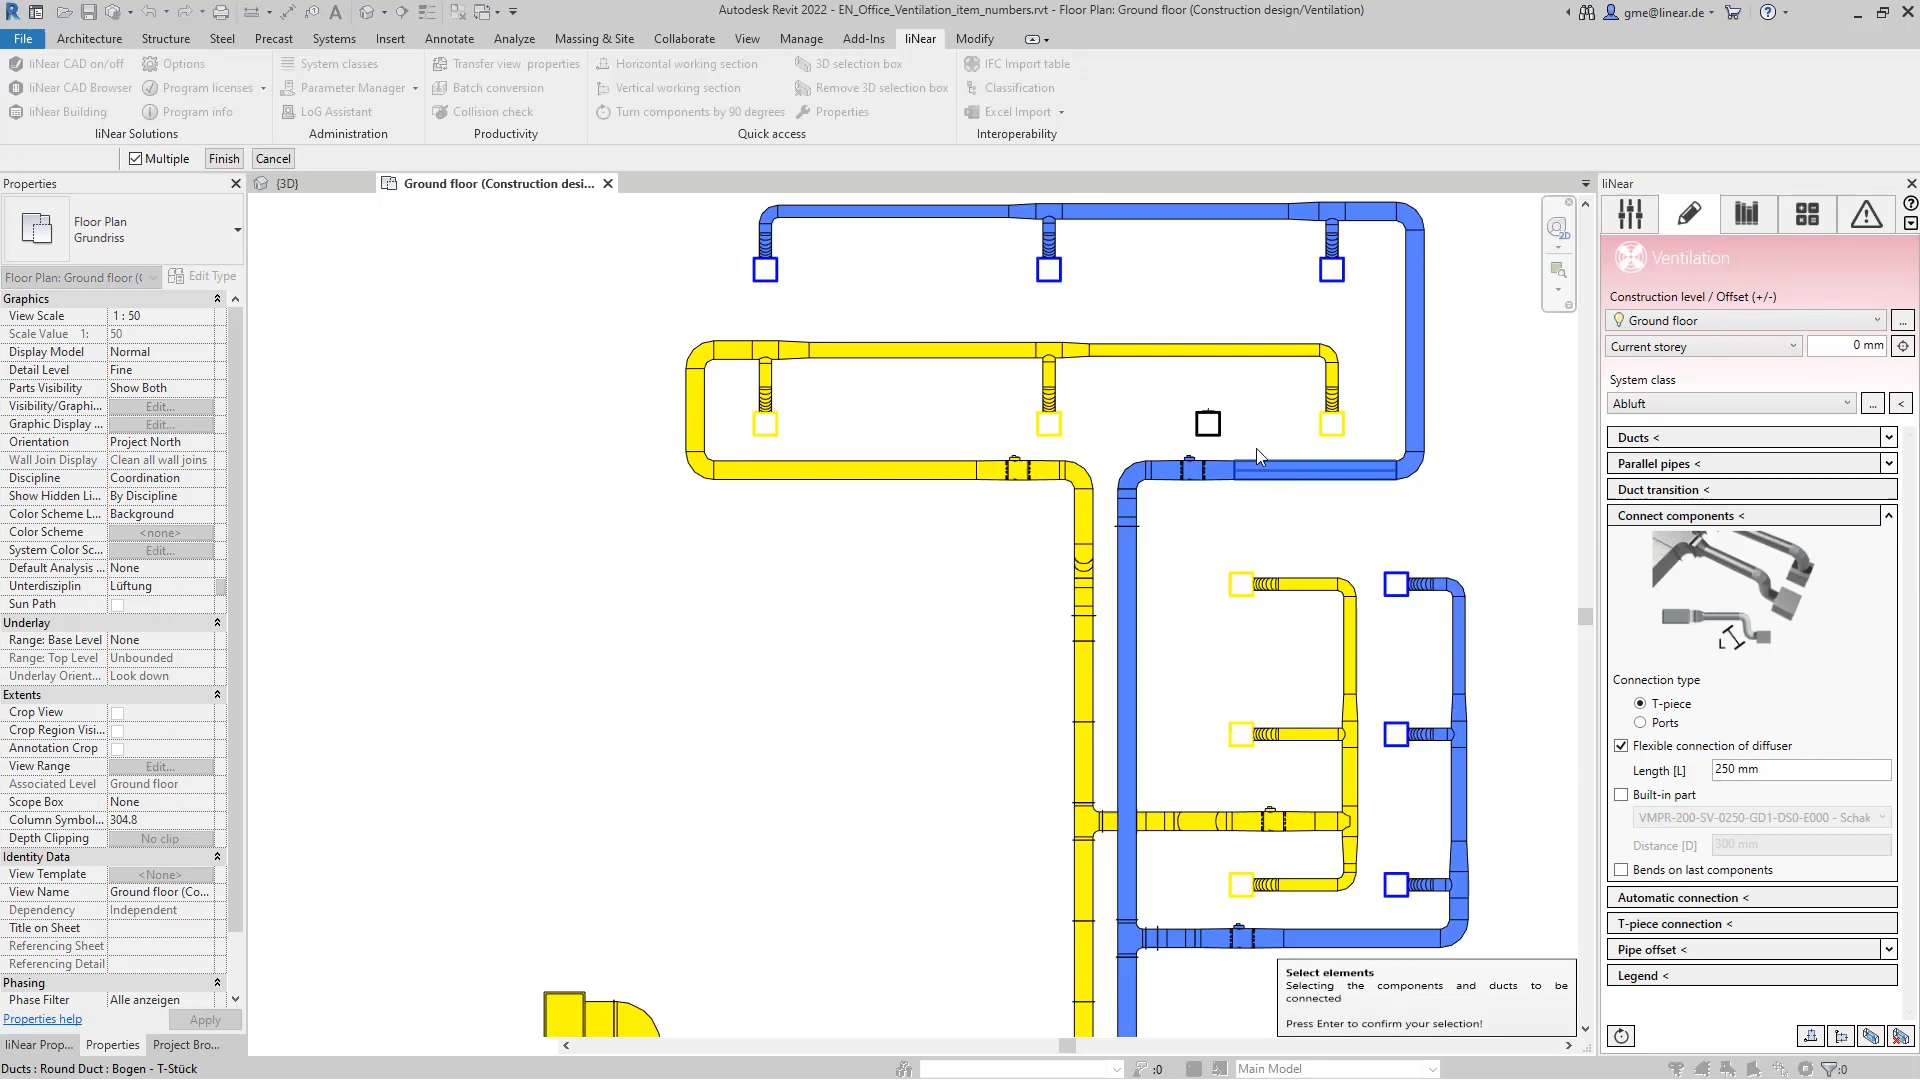 Autodesk Revit 2022 - EN_Office_Ventilation_item_numbers.rvt - Floor Plan: Ground floor (Construction design/Ventilation)
gme@linear.de
File Architecture Structure Steel Precast Systems Insert Annotate Analyze Massing & Site Collaborate View Manage Add-Ins liNear Modify
liNear CAD on/off Options System classes Transfer view properties Horizontal working section 3D selection box IFC Import table
liNear CAD Browser Program licenses Parameter Manager Batch conversion Vertical working section Remove 3D selection box Classification
liNear Building Program info LoG Assistant Collision check Turn components by 90 degrees Properties Excel Import
liNear Solutions Administration Productivity Quick access Interoperability
Multiple Finish Cancel
Properties
{3D}
Ground floor (Construction desi...
Floor Plan
Grundriss
Floor Plan: Ground floor (
Edit Type
Graphics
View Scale 1 : 50
Scale Value 1: 50
Display Model Normal
Detail Level Fine
Parts Visibility Show Both
Visibility/Graphi... Edit...
Graphic Display ... Edit...
Orientation Project North
Wall Join Display Clean all wall joins
Discipline Coordination
Show Hidden Li... By Discipline
Color Scheme L... Background
Color Scheme <none>
System Color Sc... Edit...
Default Analysis ... None
Unterdisziplin Lüftung
Sun Path
Underlay
Range: Base Level None
Range: Top Level Unbounded
Underlay Orient... Look down
Extents
Crop View
Crop Region Visi...
Annotation Crop
View Range Edit...
Associated Level Ground floor
Scope Box None
Column Symbol... 304.8
Depth Clipping No clip
Identity Data
View Template <None>
View Name Ground floor (Co...
Dependency Independent
Title on Sheet
Referencing Sheet
Referencing Detail
Phasing
Phase Filter Alle anzeigen
Properties help Apply
liNear Prop... Properties Project Bro...
Ducts : Round Duct : Bogen - T-Stück
2D
Select elements
Selecting the components and ducts to be
connected
Press Enter to confirm your selection!
:0
Main Model
:0
liNear
Ventilation
Construction level / Offset (+/-)
Ground floor ...
Current storey 0 mm
System class
Abluft ... <
Ducts <
Parallel pipes <
Duct transition <
Connect components <
L
Connection type
T-piece
Ports
Flexible connection of diffuser
Length [L] 250 mm
Built-in part
VMPR-200-SV-0250-GD1-DS0-E000 - Schak
Distance [D] 300 mm
Bends on last components
Automatic connection <
T-piece connection <
Pipe offset <
Legend <